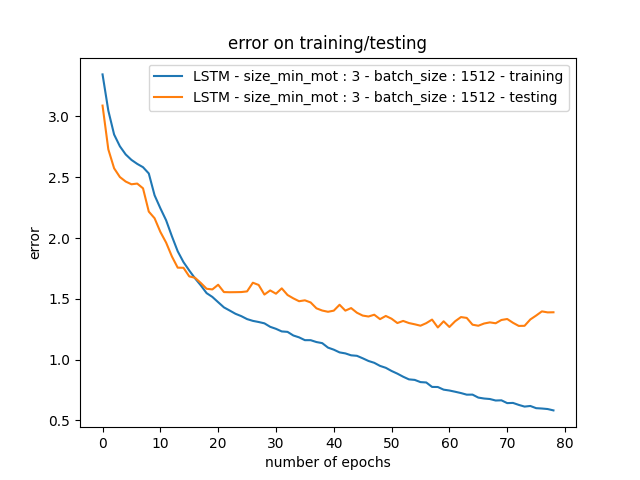 error on training/testing
LSTM - size_min_mot : 3 - batch_size : 1512 - training
LSTM - size_min_mot : 3 - batch_size : 1512 - testing
3.0
2.5
2.0
1.5
1.0
0.5
error
0 10 20 30 40 50 60 70 80
number of epochs